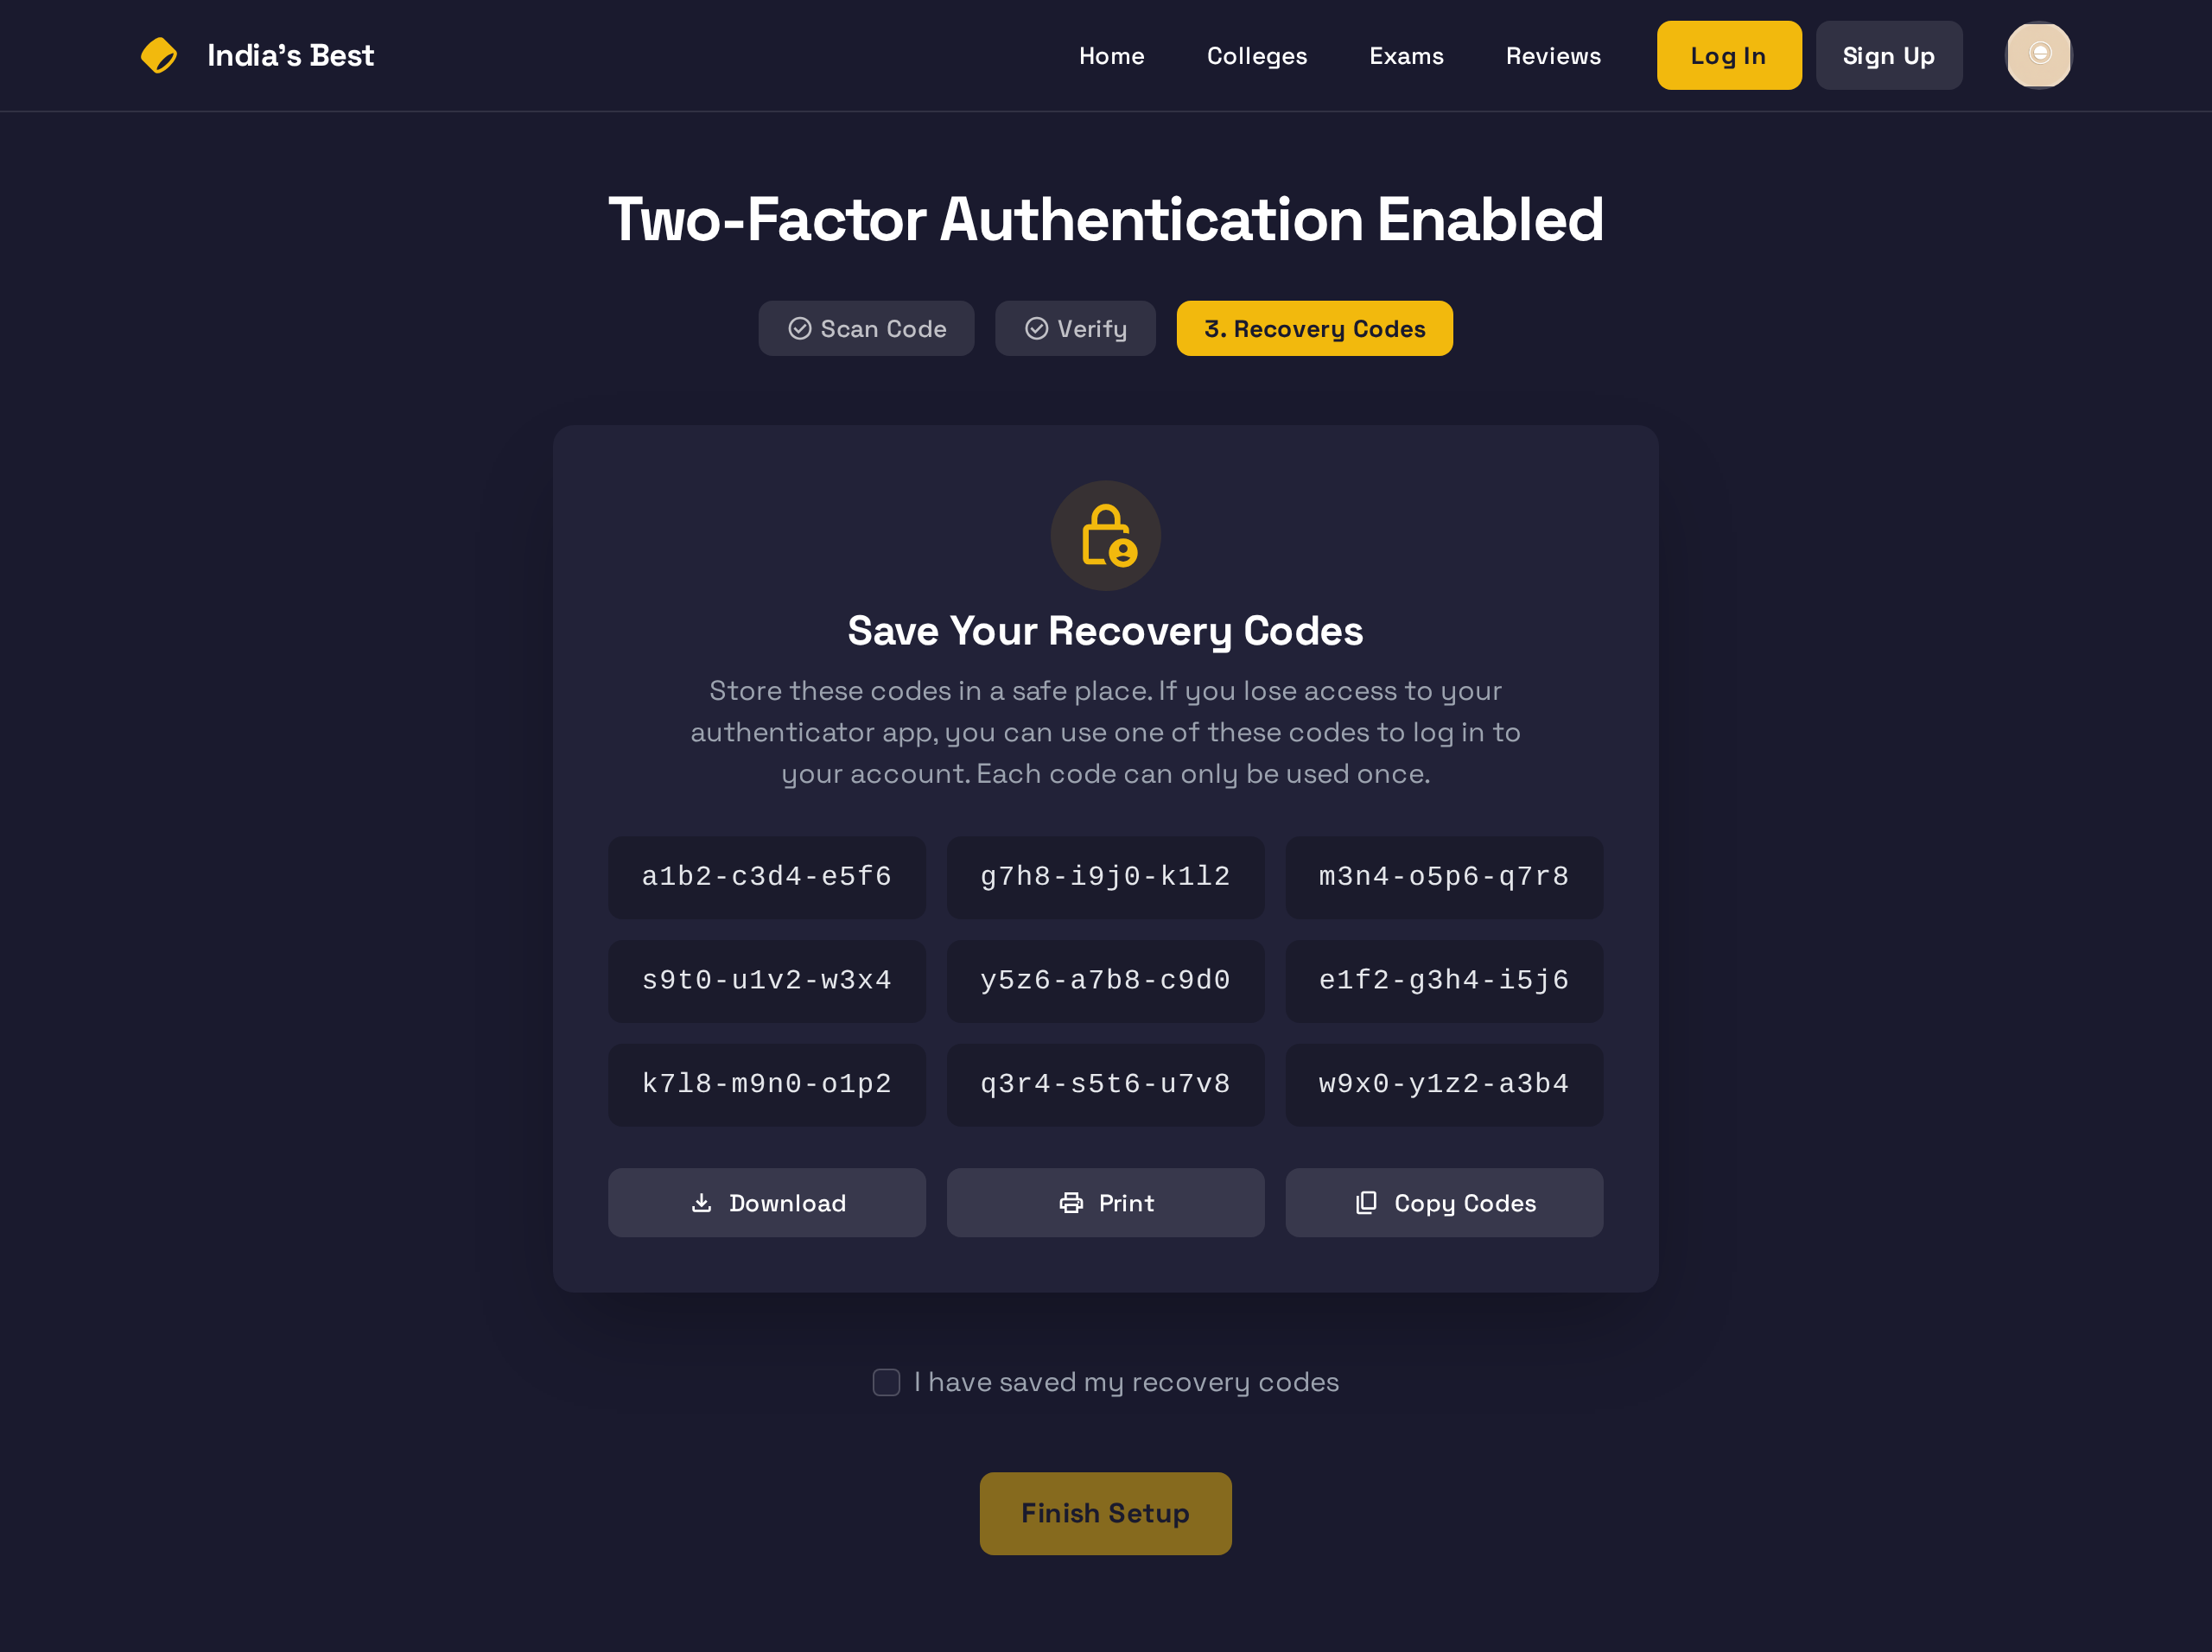 India's Best
Home
Colleges
Exams
Reviews
Log In
Sign Up
Two-Factor Authentication Enabled
Scan Code
Verify
3. Recovery Codes
Save Your Recovery Codes
Store these codes in a safe place. If you lose access to your
authenticator app, you can use one of these codes to log in to
your account. Each code can only be used once.
a1b2-c3d4-e5f6
g7h8-i9j0-k1l2
m3n4-o5p6-q7r8
s9t0-u1v2-w3x4
y5z6-a7b8-c9d0
e1f2-g3h4-i5j6
k7l8-m9n0-o1p2
q3r4-s5t6-u7v8
w9x0-y1z2-a3b4
Download
Print
Copy Codes
I have saved my recovery codes
Finish Setup